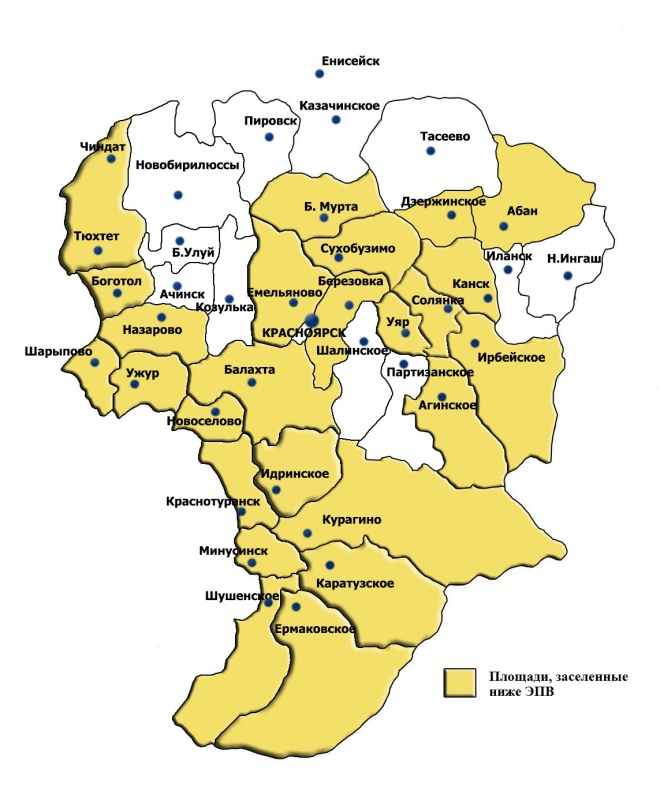 Енисейск
Казачинское
Пировск
Тасеево
Чиндат
Новобирилюссы
Дзержинское
Б. Мурта
Абан
Тюхтет
Сухобузимо
Б.Улуй
Иланск
Н.Ингаш
Боготол
Березовка
Канск
Ачинск
Емельяново
Солянка
Козулька
Назарово
КРАСНОЯРСК
Уяр
Шарыпово
Шалинское
Ирбейское
Ужур
Балахта
Партизанское
Агинское
Новоселово
Идринское
Краснотуранск
Курагино
Минусинск
Каратузское
Шушенское
Ермаковское
Площади, заселенные
ниже ЭПВ